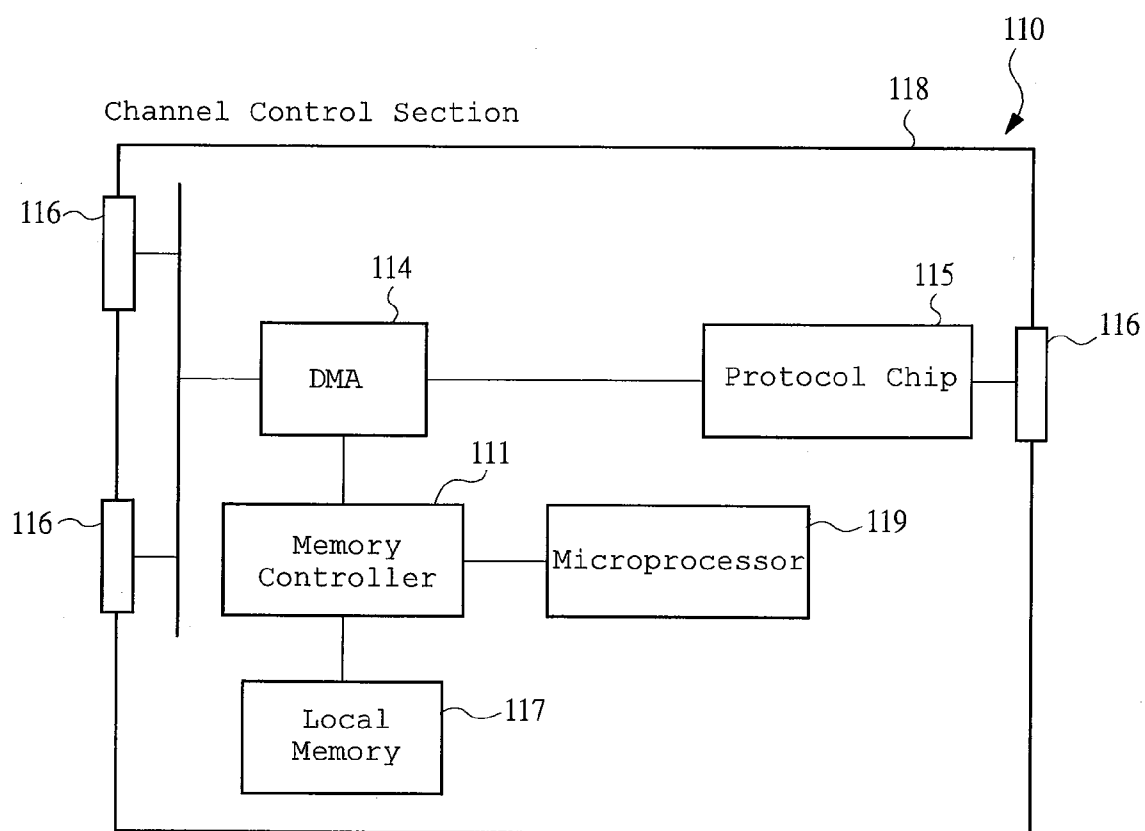 110
Channel Control Section
118
116
114
115
116
DMA
Protocol Chip
111
116
119
Memory
Controller
Microprocessor
117
Local
Memory